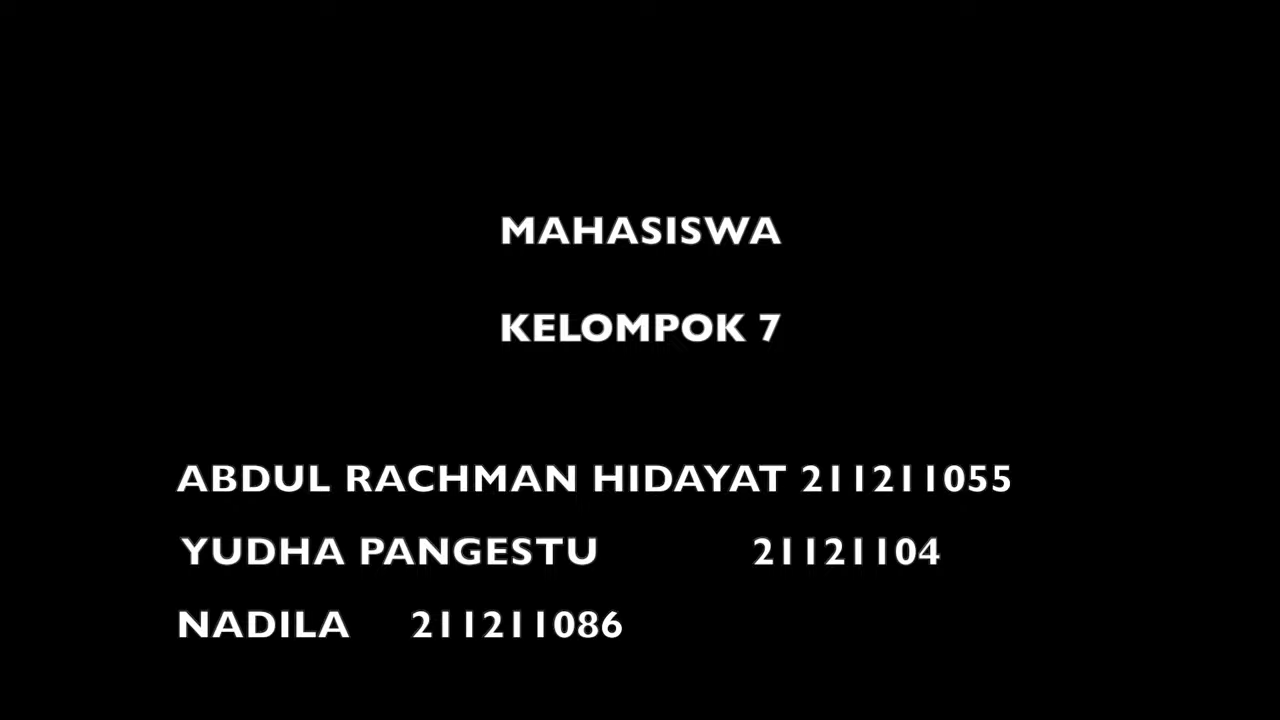 MAHASISWA
KELOMPOK 7
ABDUL RACHMAN HIDAYAT 211211055
YUDHA PANGESTU 21121104
NADILA 211211086